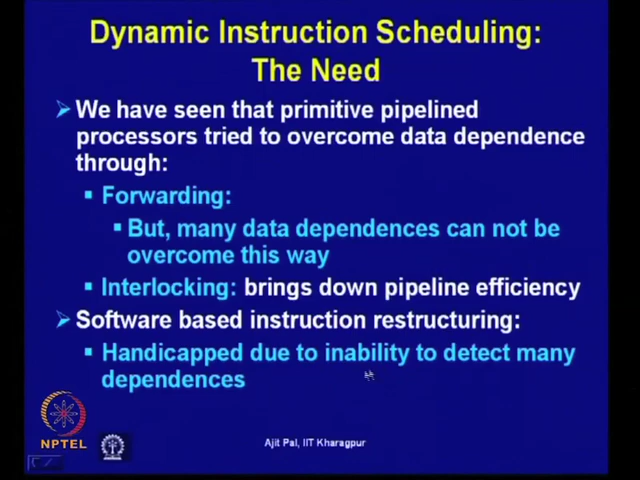 Dynamic Instruction Scheduling:
The Need
We have seen that primitive pipelined
processors tried to overcome data dependence
through:
Forwarding:
But, many data dependences can not be
overcome this way
Interlocking: brings down pipeline efficiency
Software based instruction restructuring:
Handicapped due to inability to detect many
dependences
NPTEL
Ajit Pal, IIT Kharagpur